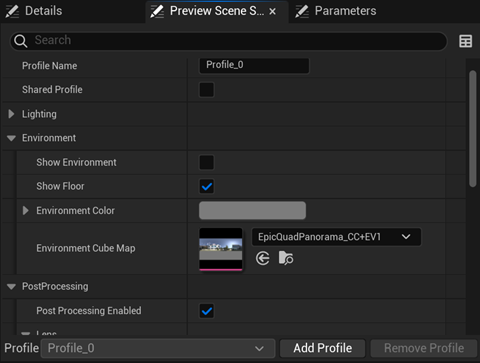 Details
Preview Scene S...
Parameters
Search
Profile Name Profile_0
Shared Profile
Lighting
Environment
Show Environment
Show Floor
Environment Color
Environment Cube Map EpicQuadPanorama_CC+EV1
PostProcessing
Post Processing Enabled
Lens
Profile Profile_0 Add Profile Remove Profile